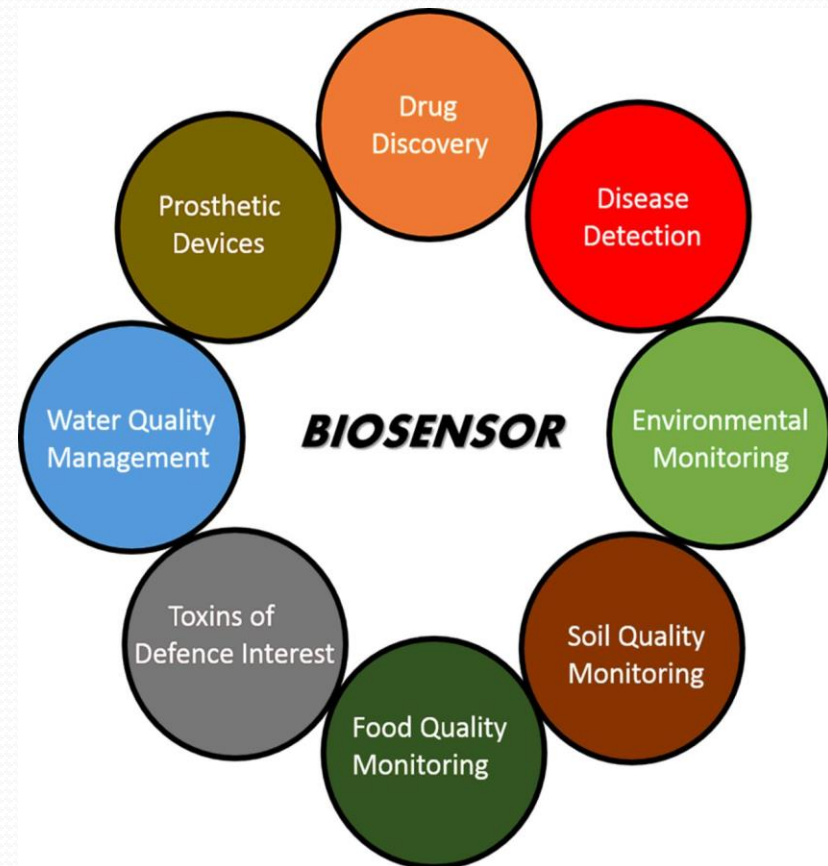 Drug
Discovery
Disease
Detection
Environmental
Monitoring
Soil Quality
Monitoring
Food Quality
Monitoring
Toxins of
Defence Interest
Water Quality
Management
Prosthetic
Devices
BIOSENSOR